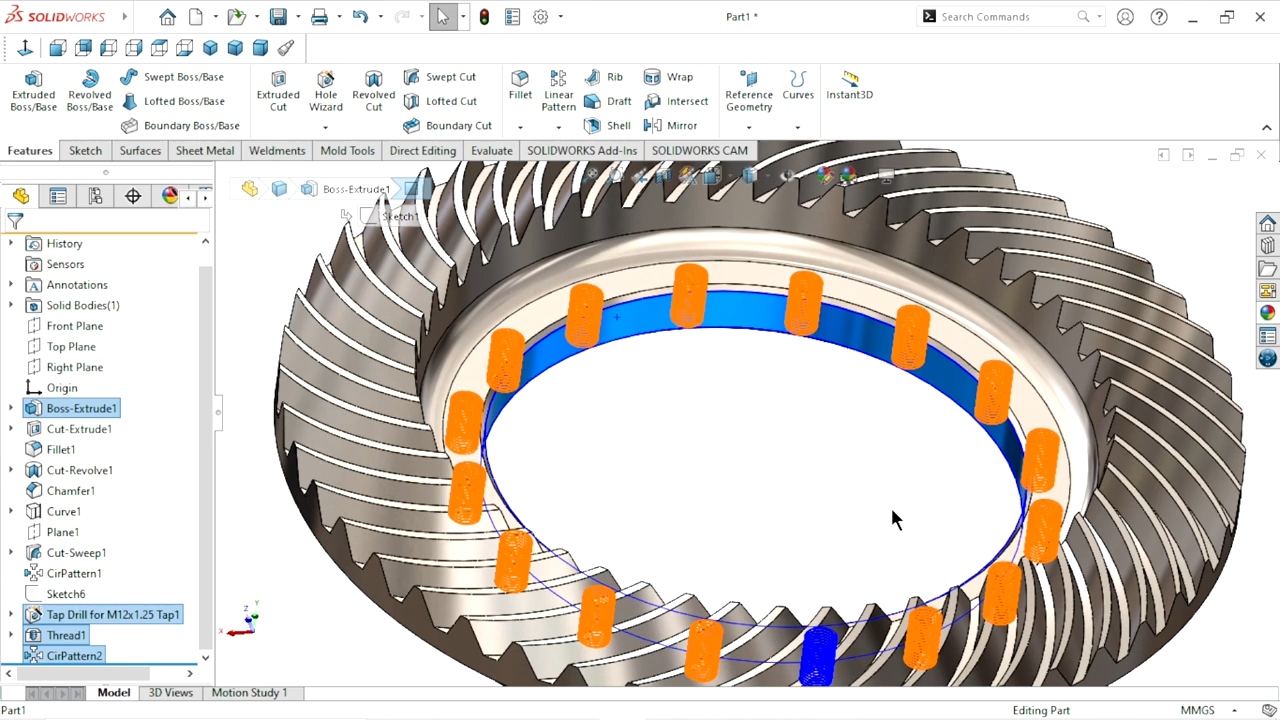 SOLIDWORKS
Part1 *
Search Commands
Extruded Boss/Base
Revolved Boss/Base
Swept Boss/Base
Lofted Boss/Base
Boundary Boss/Base
Extruded Cut
Hole Wizard
Revolved Cut
Swept Cut
Lofted Cut
Boundary Cut
Fillet
Linear Pattern
Rib
Draft
Shell
Wrap
Intersect
Mirror
Reference Geometry
Curves
Instant3D
Features Sketch Surfaces Sheet Metal Weldments Mold Tools Direct Editing Evaluate SOLIDWORKS Add-Ins SOLIDWORKS CAM
Boss-Extrude1
Sketch1
History
Sensors
Annotations
Solid Bodies(1)
Front Plane
Top Plane
Right Plane
Origin
Boss-Extrude1
Cut-Extrude1
Fillet1
Cut-Revolve1
Chamfer1
Curve1
Plane1
Cut-Sweep1
CirPattern1
Sketch6
Tap Drill for M12x1.25 Tap1
Thread1
CirPattern2
Z
Y
X
Model 3D Views Motion Study 1
Part1 Editing Part MMGS